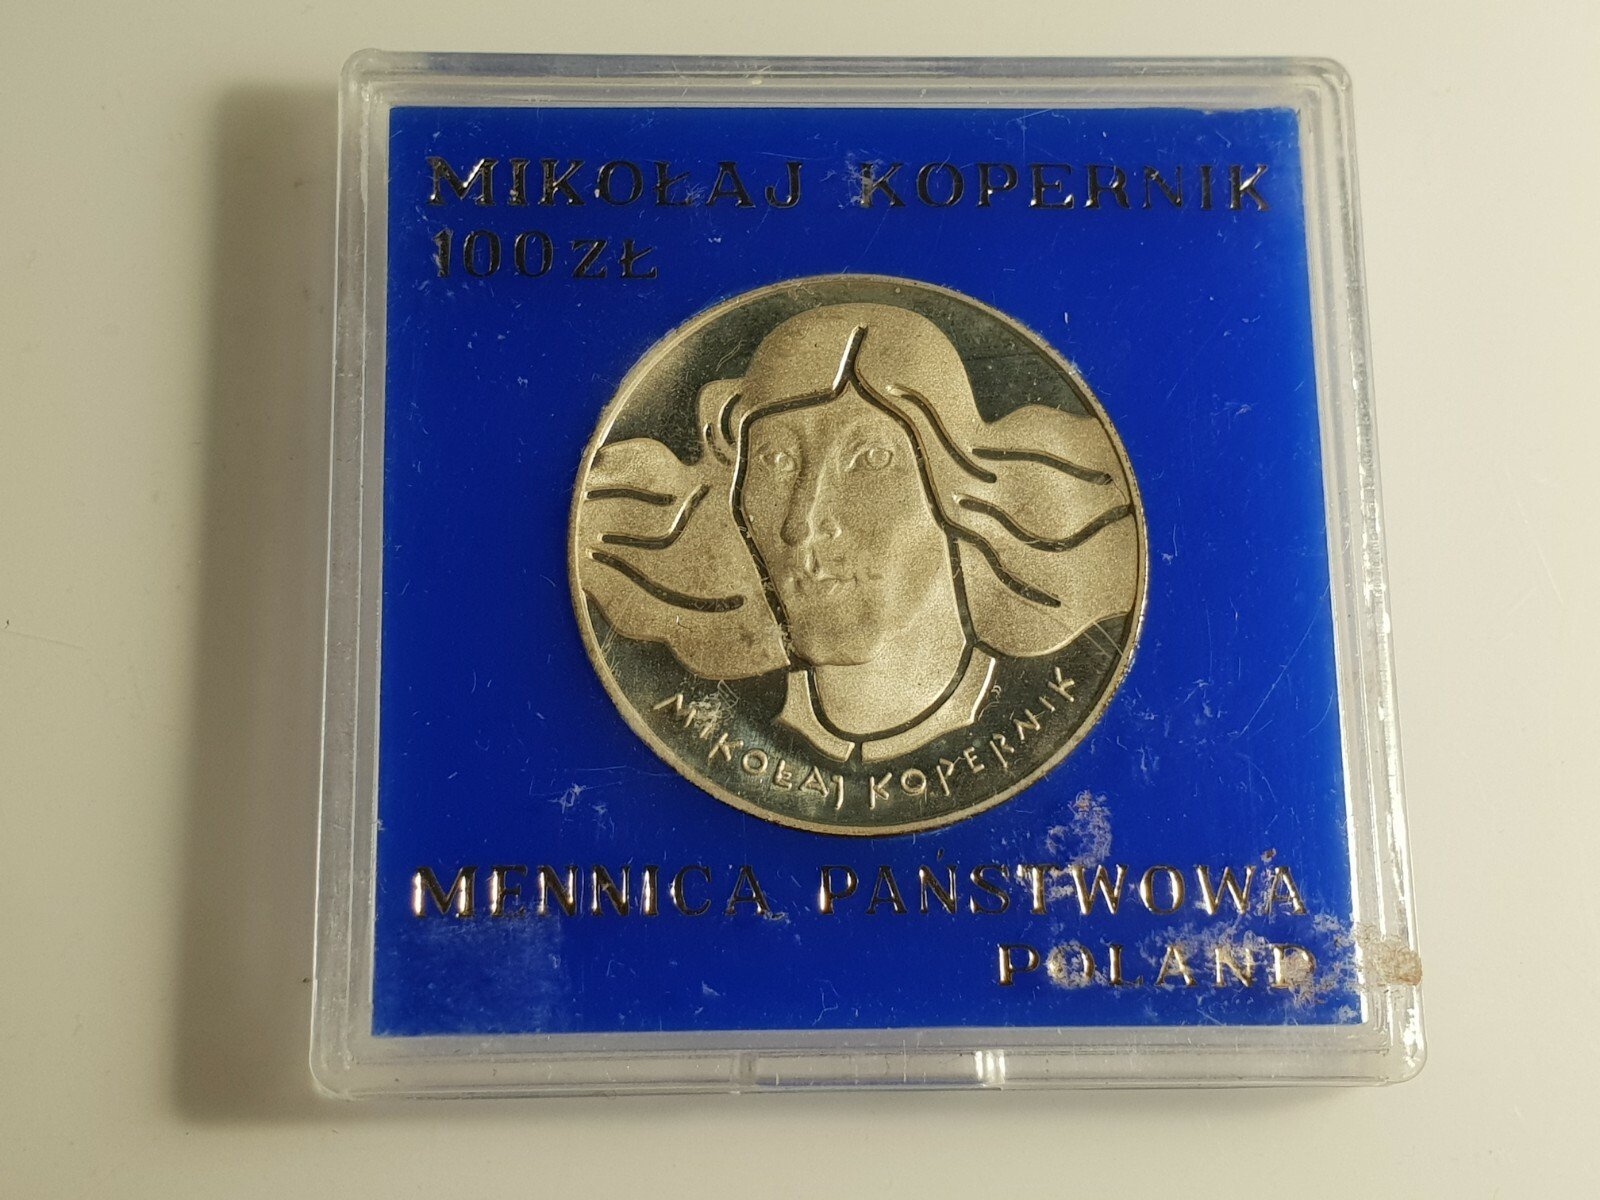 MIKOŁAJ KOPERNIK
100 ZŁ
MIKOŁAJ KOPERNIK
MENNICA PAŃSTWOWA
POLAND